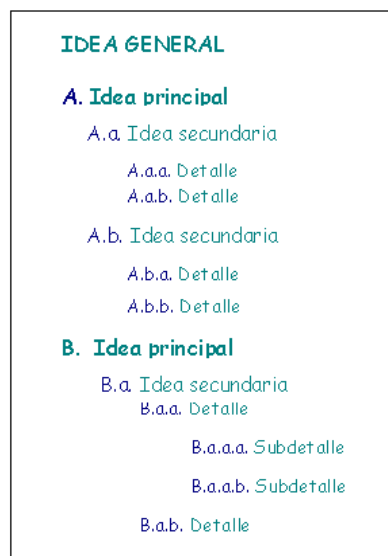 IDEA GENERAL
A. Idea principal
A.a. Idea secundaria
A.a.a. Detalle
A.a.b. Detalle
A.b. Idea secundaria
A.b.a. Detalle
A.b.b. Detalle
B. Idea principal
B.a. Idea secundaria
B.a.a. Detalle
B.a.a.a. Subdetalle
B.a.a.b. Subdetalle
B.a.b. Detalle